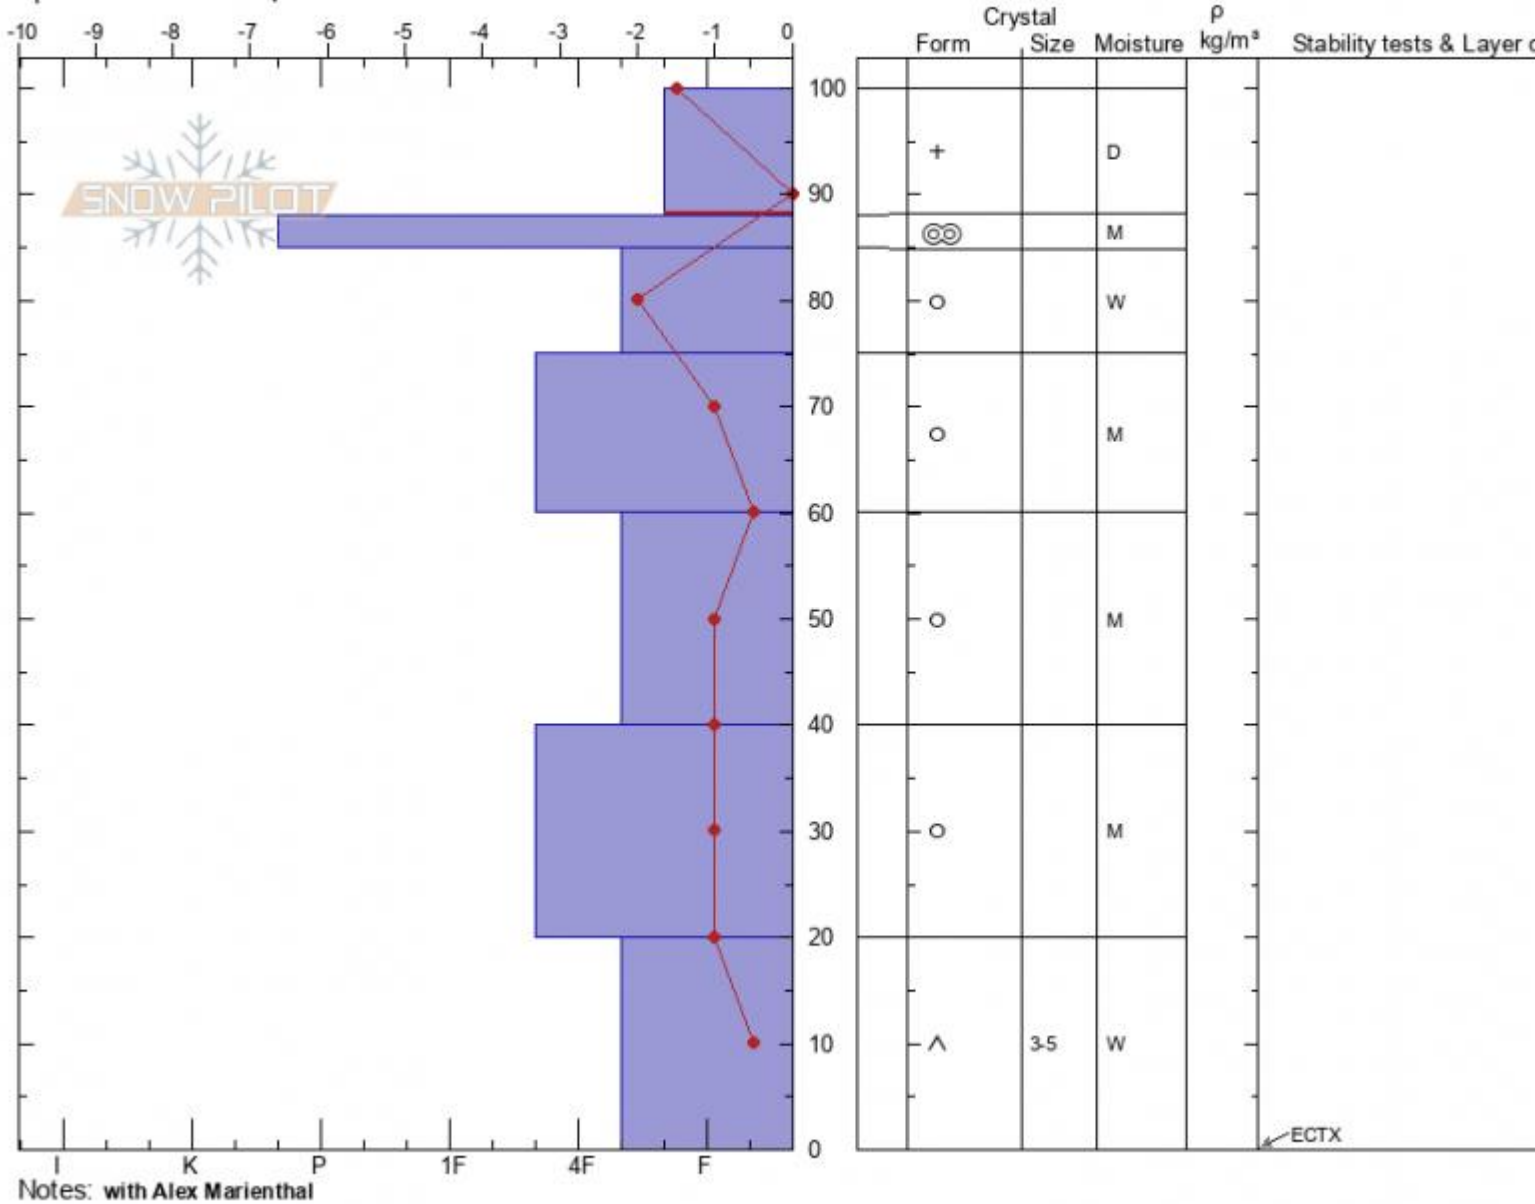 Crystal ρ
-10 -9 -8 -7 -6 -5 -4 -3 -2 -1 0 Form Size Moisture kg/m³ Stability tests & Layer
100
+ D
SNOW PILOT
90
M
80 W
70
M
60
50 M
40
30 M
20
10 3-5 W
ECTX
0
I K P 1F 4F F
Notes: with Alex Marienthal